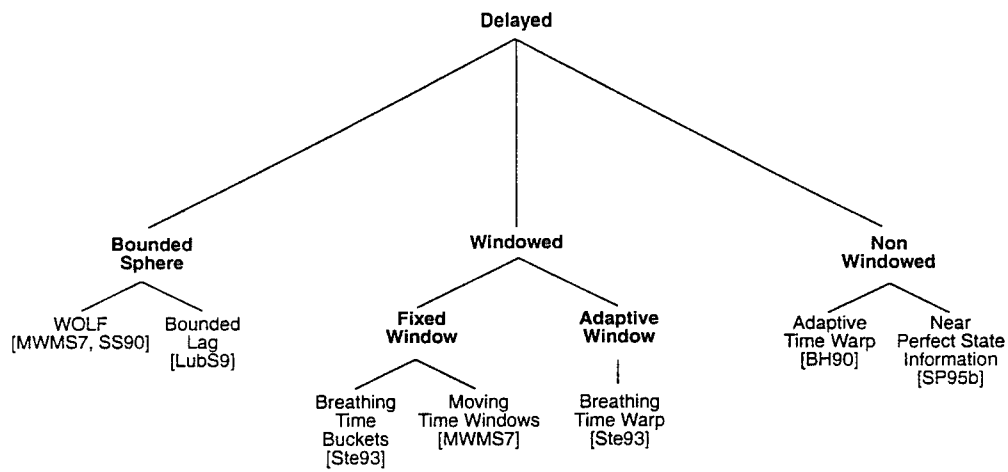 Delayed
Bounded
Sphere
Windowed
Non
Windowed
WOLF
[MWMS7, SS90]
Bounded
Lag
[LubS9]
Fixed
Window
Adaptive
Window
Adaptive
Time Warp
[BH90]
Near
Perfect State
Information
[SP95b]
Breathing
Time
Buckets
[Ste93]
Moving
Time Windows
[MWMS7]
Breathing
Time Warp
[Ste93]